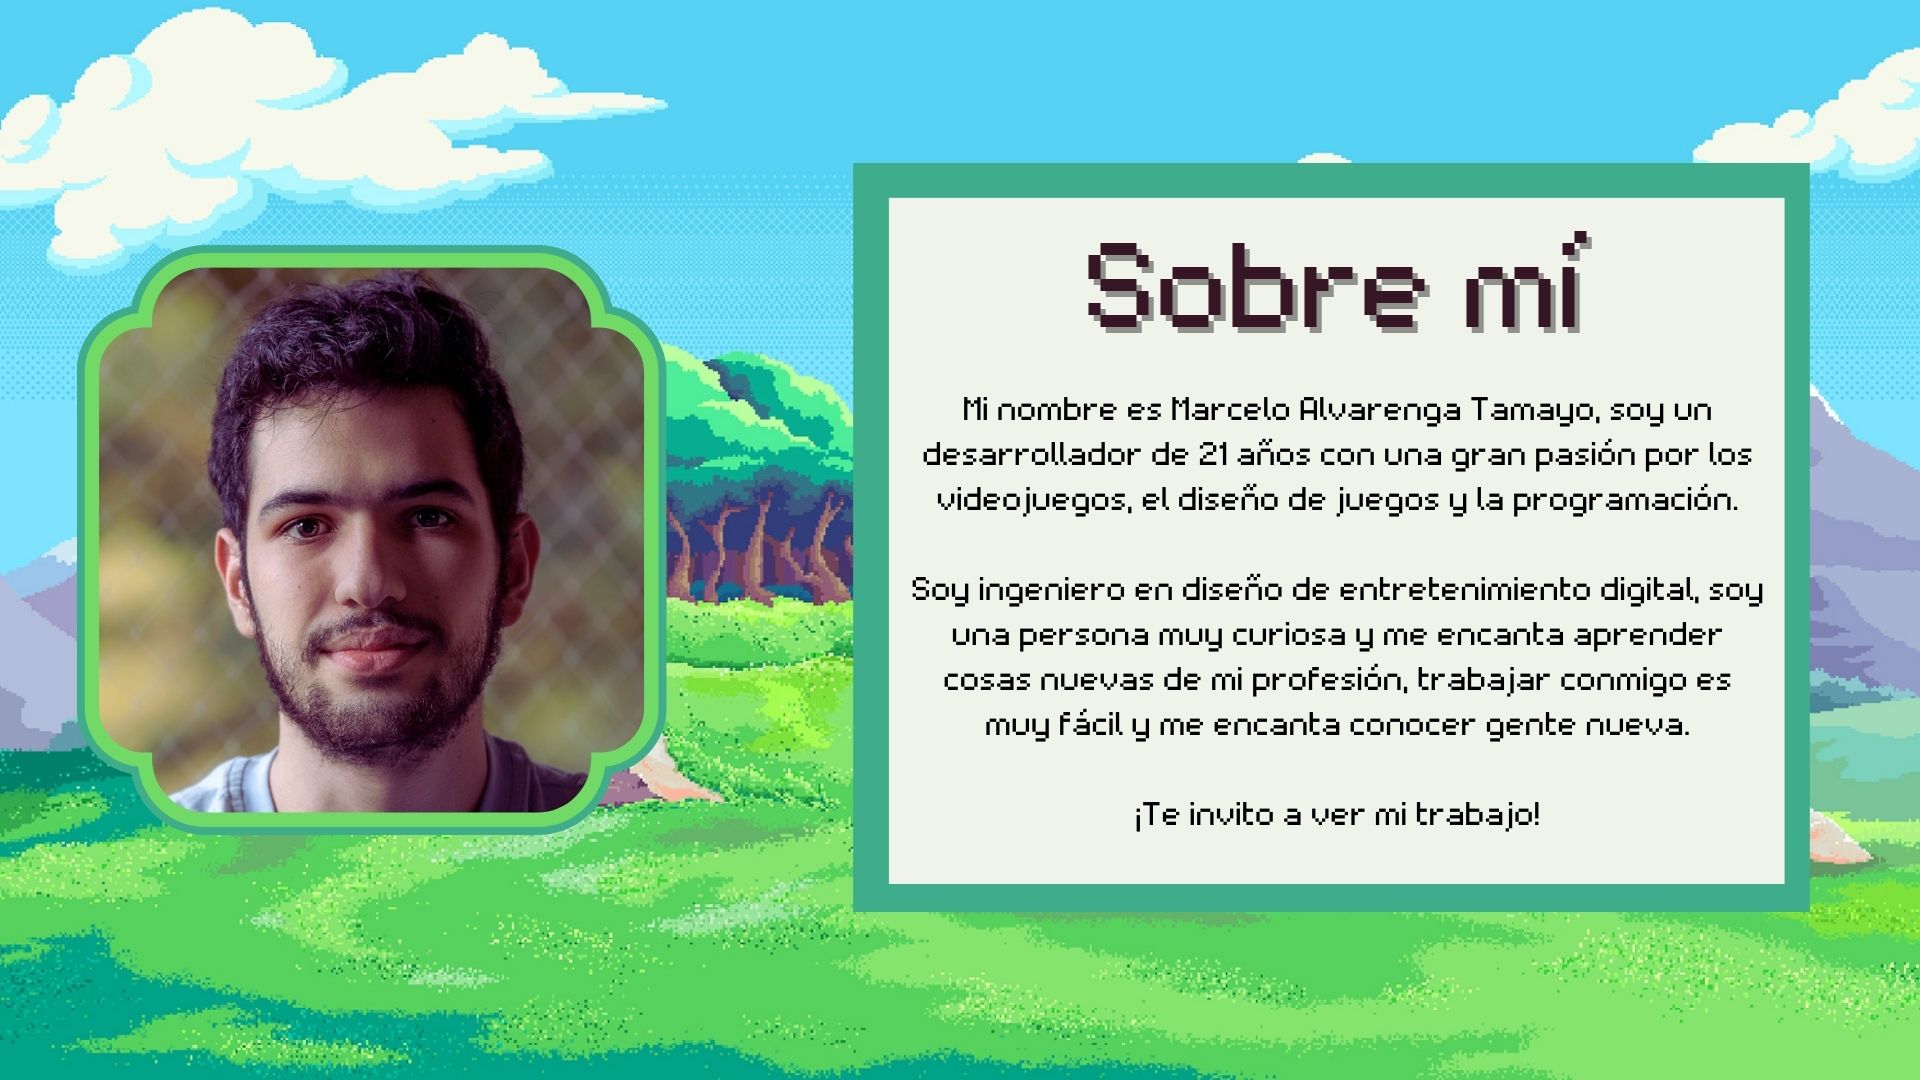 Sobre mí
Mi nombre es Marcelo Alvarenga Tamayo, soy un
desarrollador de 21 años con una gran pasión por los
videojuegos, el diseño de juegos y la programación.
Soy ingeniero en diseño de entretenimiento digital, soy
una persona muy curiosa y me encanta aprender
cosas nuevas de mi profesión, trabajar conmigo es
muy fácil y me encanta conocer gente nueva.
¡Te invito a ver mi trabajo!